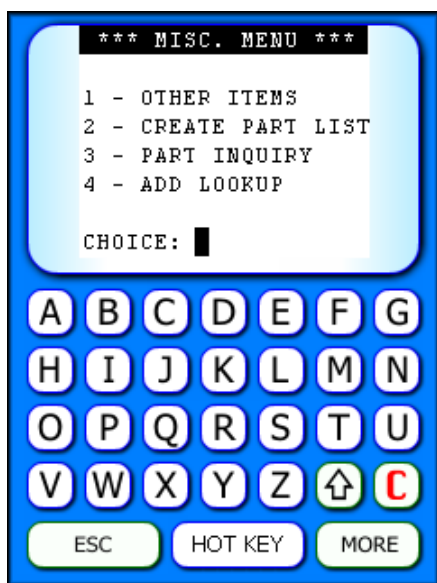 *** MISC. MENU ***
1 - OTHER ITEMS
2 - CREATE PART LIST
3 - PART INQUIRY
4 - ADD LOOKUP
CHOICE:
A B C D E F G
H I J K L M N
O P Q R S T U
V W X Y Z C
ESC HOT KEY MORE